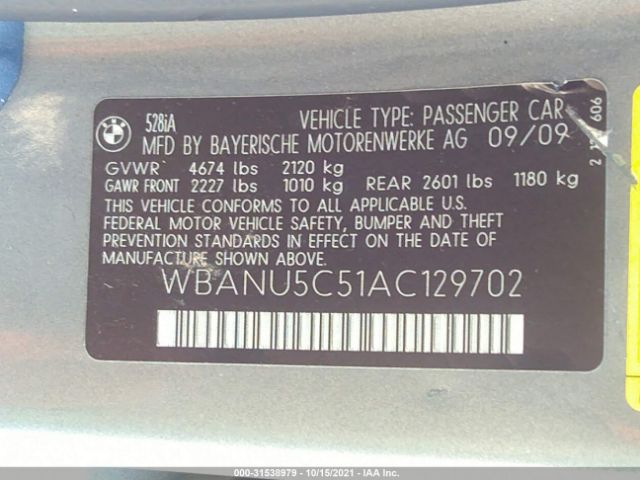 528iA VEHICLE TYPE: PASSENGER CAR
MFD BY BAYERISCHE MOTORENWERKE AG 09/09
GVWR 4674 lbs 2120 kg
GAWR FRONT 2227 lbs 1010 kg REAR 2601 lbs 1180 kg
THIS VEHICLE CONFORMS TO ALL APPLICABLE U.S.
FEDERAL MOTOR VEHICLE SAFETY, BUMPER AND THEFT
PREVENTION STANDARDS IN EFFECT ON THE DATE OF
MANUFACTURE SHOWN ABOVE.
WBANU5C51AC129702
606
000-31538979 - 10/15/2021 - IAA Inc.